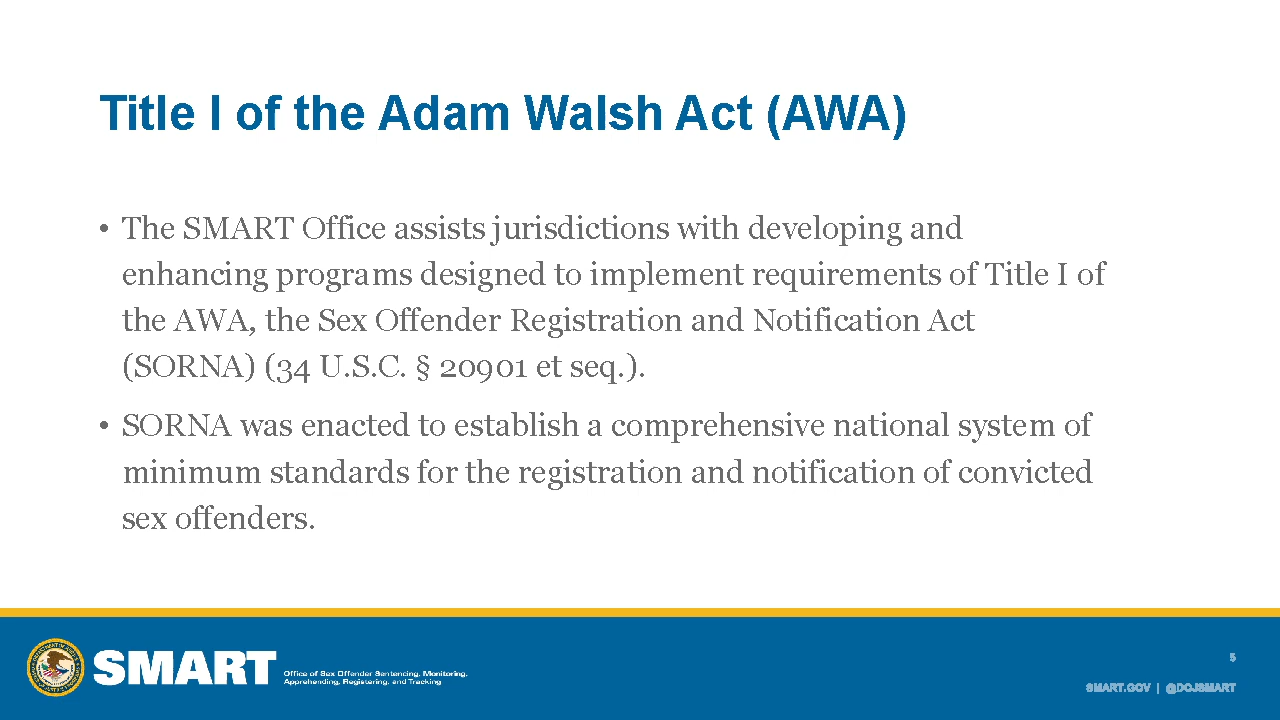 Title I of the Adam Walsh Act (AWA)
• The SMART Office assists jurisdictions with developing and
enhancing programs designed to implement requirements of Title I of
the AWA, the Sex Offender Registration and Notification Act
(SORNA) (34 U.S.C. § 20901 et seq.).
• SORNA was enacted to establish a comprehensive national system of
minimum standards for the registration and notification of convicted
sex offenders.
SMART
Office of Sex Offender Sentencing, Monitoring,
Apprehending, Registering, and Tracking
5
SMART.GOV | @DOJSMART